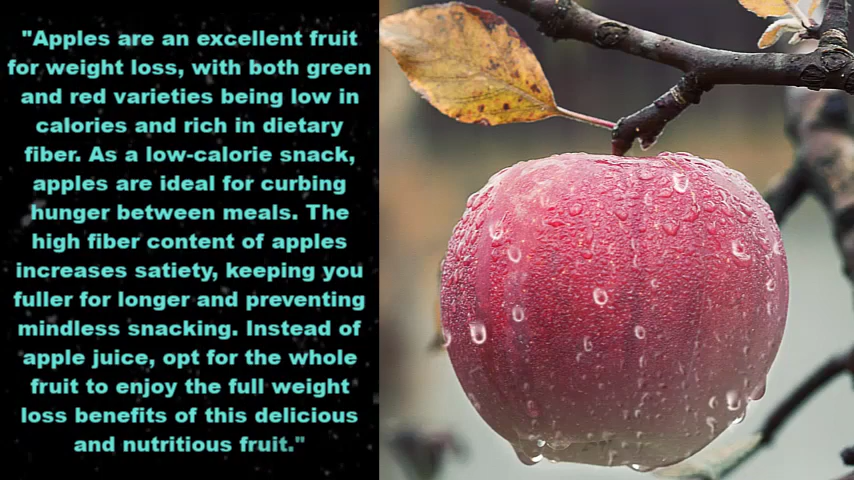 "Apples are an excellent fruit
for weight loss, with both green
and red varieties being low in
calories and rich in dietary
fiber. As a low-calorie snack,
apples are ideal for curbing
hunger between meals. The
high fiber content of apples
increases satiety, keeping you
fuller for longer and preventing
mindless snacking. Instead of
apple juice, opt for the whole
fruit to enjoy the full weight
loss benefits of this delicious
and nutritious fruit."